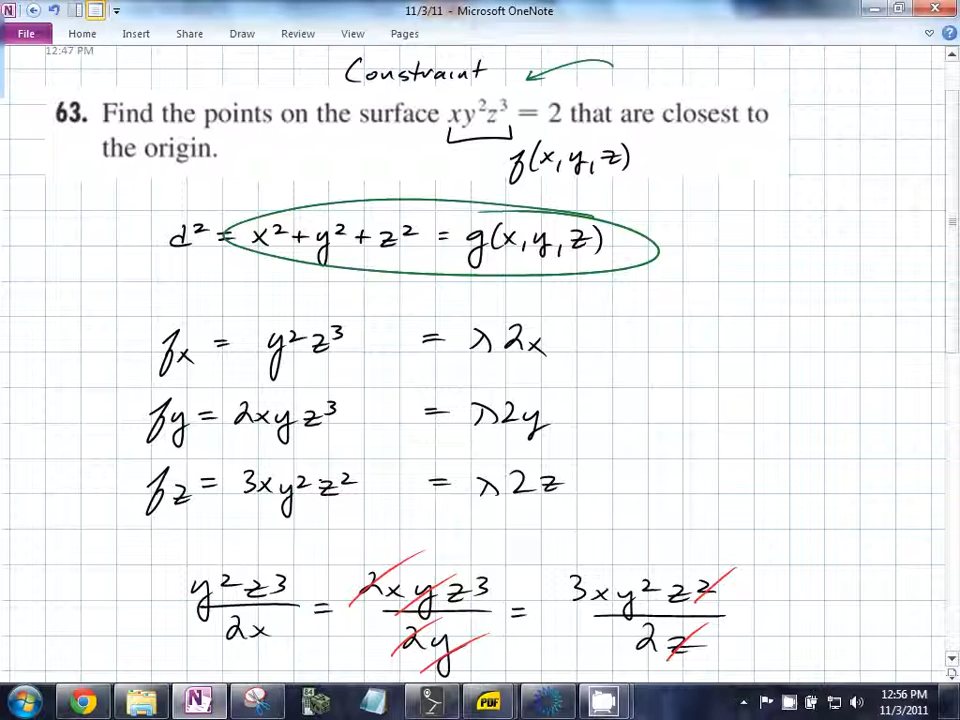 11/3/11 - Microsoft OneNote
File Home Insert Share Draw Review View Pages
12:47 PM
Constraint
63. Find the points on the surface xy²z³ = 2 that are closest to
the origin.
f(x,y,z)
d² = x² + y² + z² = g(x,y,z)
fx = y²z³ = λ2x
fy = 2xyz³ = λ2y
fz = 3xy²z² = λ2z
y²z³/2x = 2xyz³/2y = 3xy²z²/2z
PDF
12:56 PM
11/3/2011